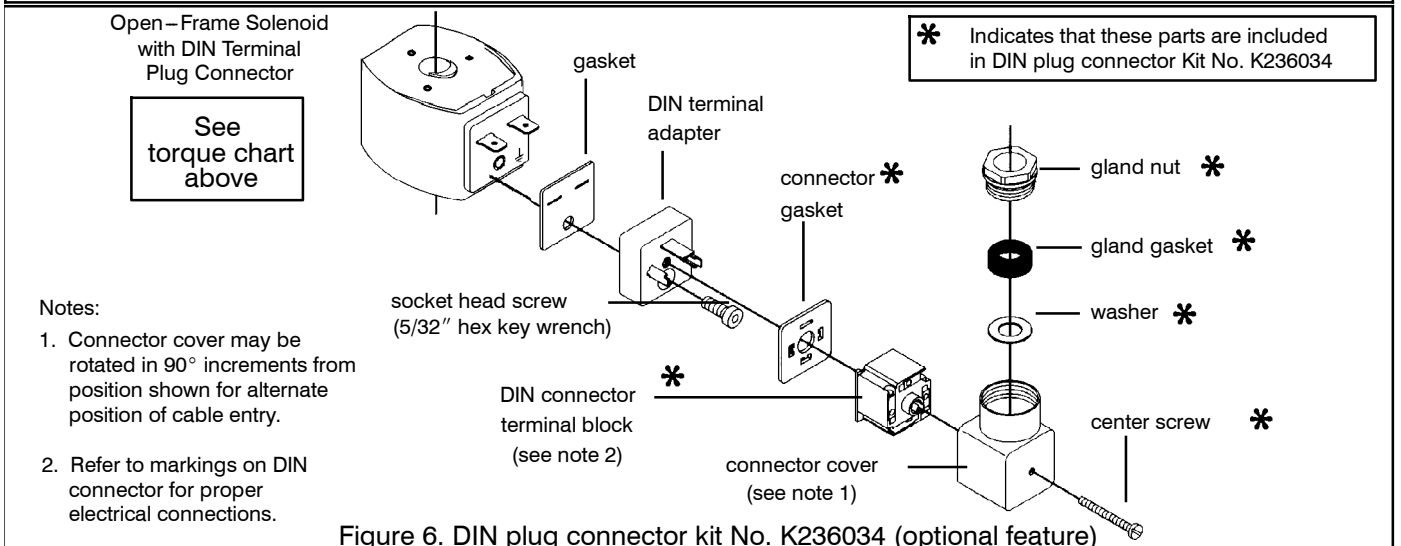 Open-Frame Solenoid
with DIN Terminal
Plug Connector
See
torque chart
above
gasket
DIN terminal
adapter
✱ Indicates that these parts are included
in DIN plug connector Kit No. K236034
connector ✱
gasket
gland nut ✱
gland gasket ✱
washer ✱
socket head screw
(5/32″ hex key wrench)
Notes:
1. Connector cover may be
rotated in 90° increments from
position shown for alternate
position of cable entry.
2. Refer to markings on DIN
connector for proper
electrical connections.
✱
DIN connector
terminal block
(see note 2)
connector cover
(see note 1)
center screw ✱
Figure 6. DIN plug connector kit No. K236034 (optional feature)